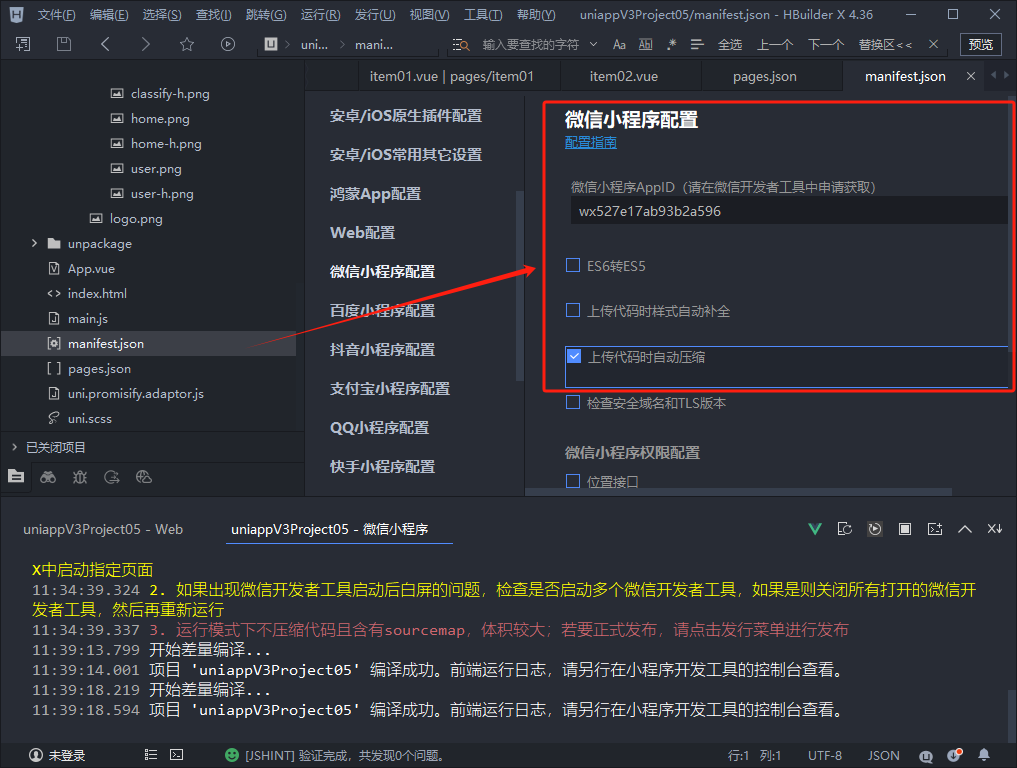 文件(F) 编辑(E) 选择(S) 查找(I) 跳转(G) 运行(R) 发行(U) 视图(V) 工具(T) 帮助(Y) uniappV3Project05/manifest.json - HBuilder X 4.36
uni... mani... 输入要查找的字符 Aa ab .* 全选 上一个 下一个 替换区<< 预览
item01.vue | pages/item01 item02.vue pages.json manifest.json
classify-h.png
home.png
home-h.png
user.png
user-h.png
logo.png
unpackage
App.vue
index.html
main.js
manifest.json
pages.json
uni.promisify.adaptor.js
uni.scss
已关闭项目
安卓/iOS原生插件配置
安卓/iOS常用其它设置
鸿蒙App配置
Web配置
微信小程序配置
百度小程序配置
抖音小程序配置
支付宝小程序配置
QQ小程序配置
快手小程序配置
微信小程序配置
配置指南
微信小程序AppID（请在微信开发者工具中申请获取）
wx527e17ab93b2a596
ES6转ES5
上传代码时样式自动补全
上传代码时自动压缩
检查安全域名和TLS版本
微信小程序权限配置
位置接口
uniappV3Project05 - Web uniappV3Project05 - 微信小程序
X中启动指定页面
11:34:39.324 2. 如果出现微信开发者工具启动后白屏的问题，检查是否启动多个微信开发者工具，如果是则关闭所有打开的微信开
发者工具，然后再重新运行
11:34:39.337 3. 运行模式下不压缩代码且含有sourcemap，体积较大；若要正式发布，请点击发行菜单进行发布
11:39:13.799 开始差量编译...
11:39:14.001 项目 'uniappV3Project05' 编译成功。前端运行日志，请另行在小程序开发工具的控制台查看。
11:39:18.219 开始差量编译...
11:39:18.594 项目 'uniappV3Project05' 编译成功。前端运行日志，请另行在小程序开发工具的控制台查看。
未登录 [JSHINT] 验证完成，共发现0个问题。 行:1 列:1 UTF-8 JSON